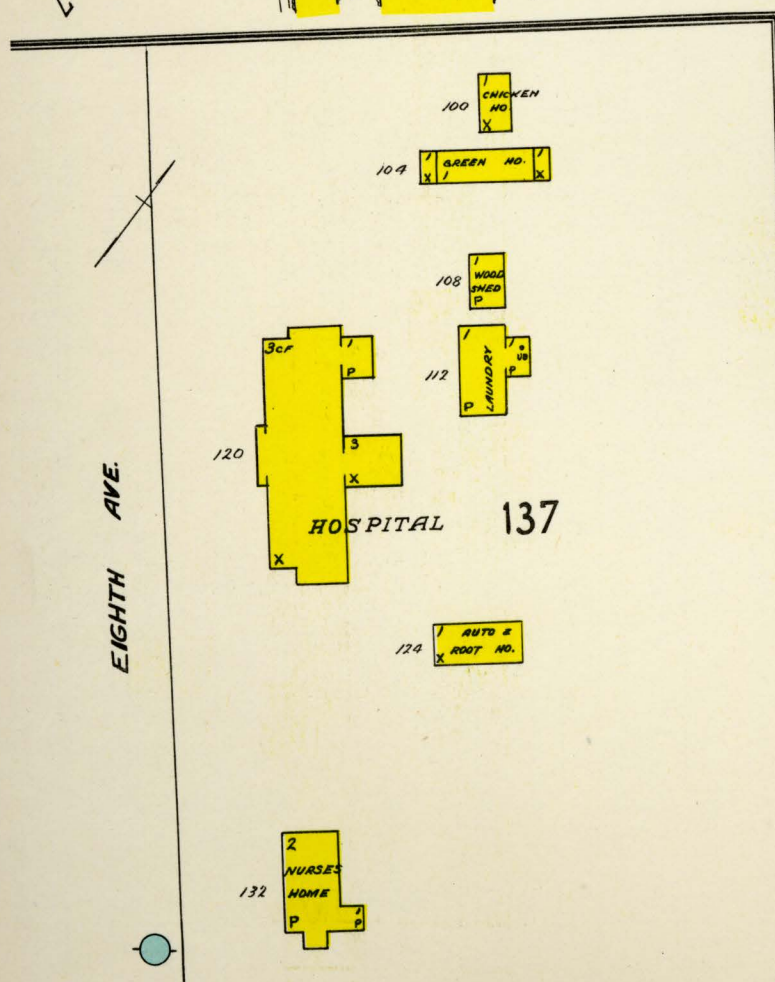 1
CHICKEN
HO.
X
100
104
1
X
GREEN HO.
1
1
X
108
1
WOOD
SHED
P
3CF
1
P
112
1
LAUNDRY
P
1
P
120
3
X
HOSPITAL
X
137
EIGHTH AVE.
124
1
AUTO &
ROOT HO.
X
132
2
NURSES
HOME
P
1
P